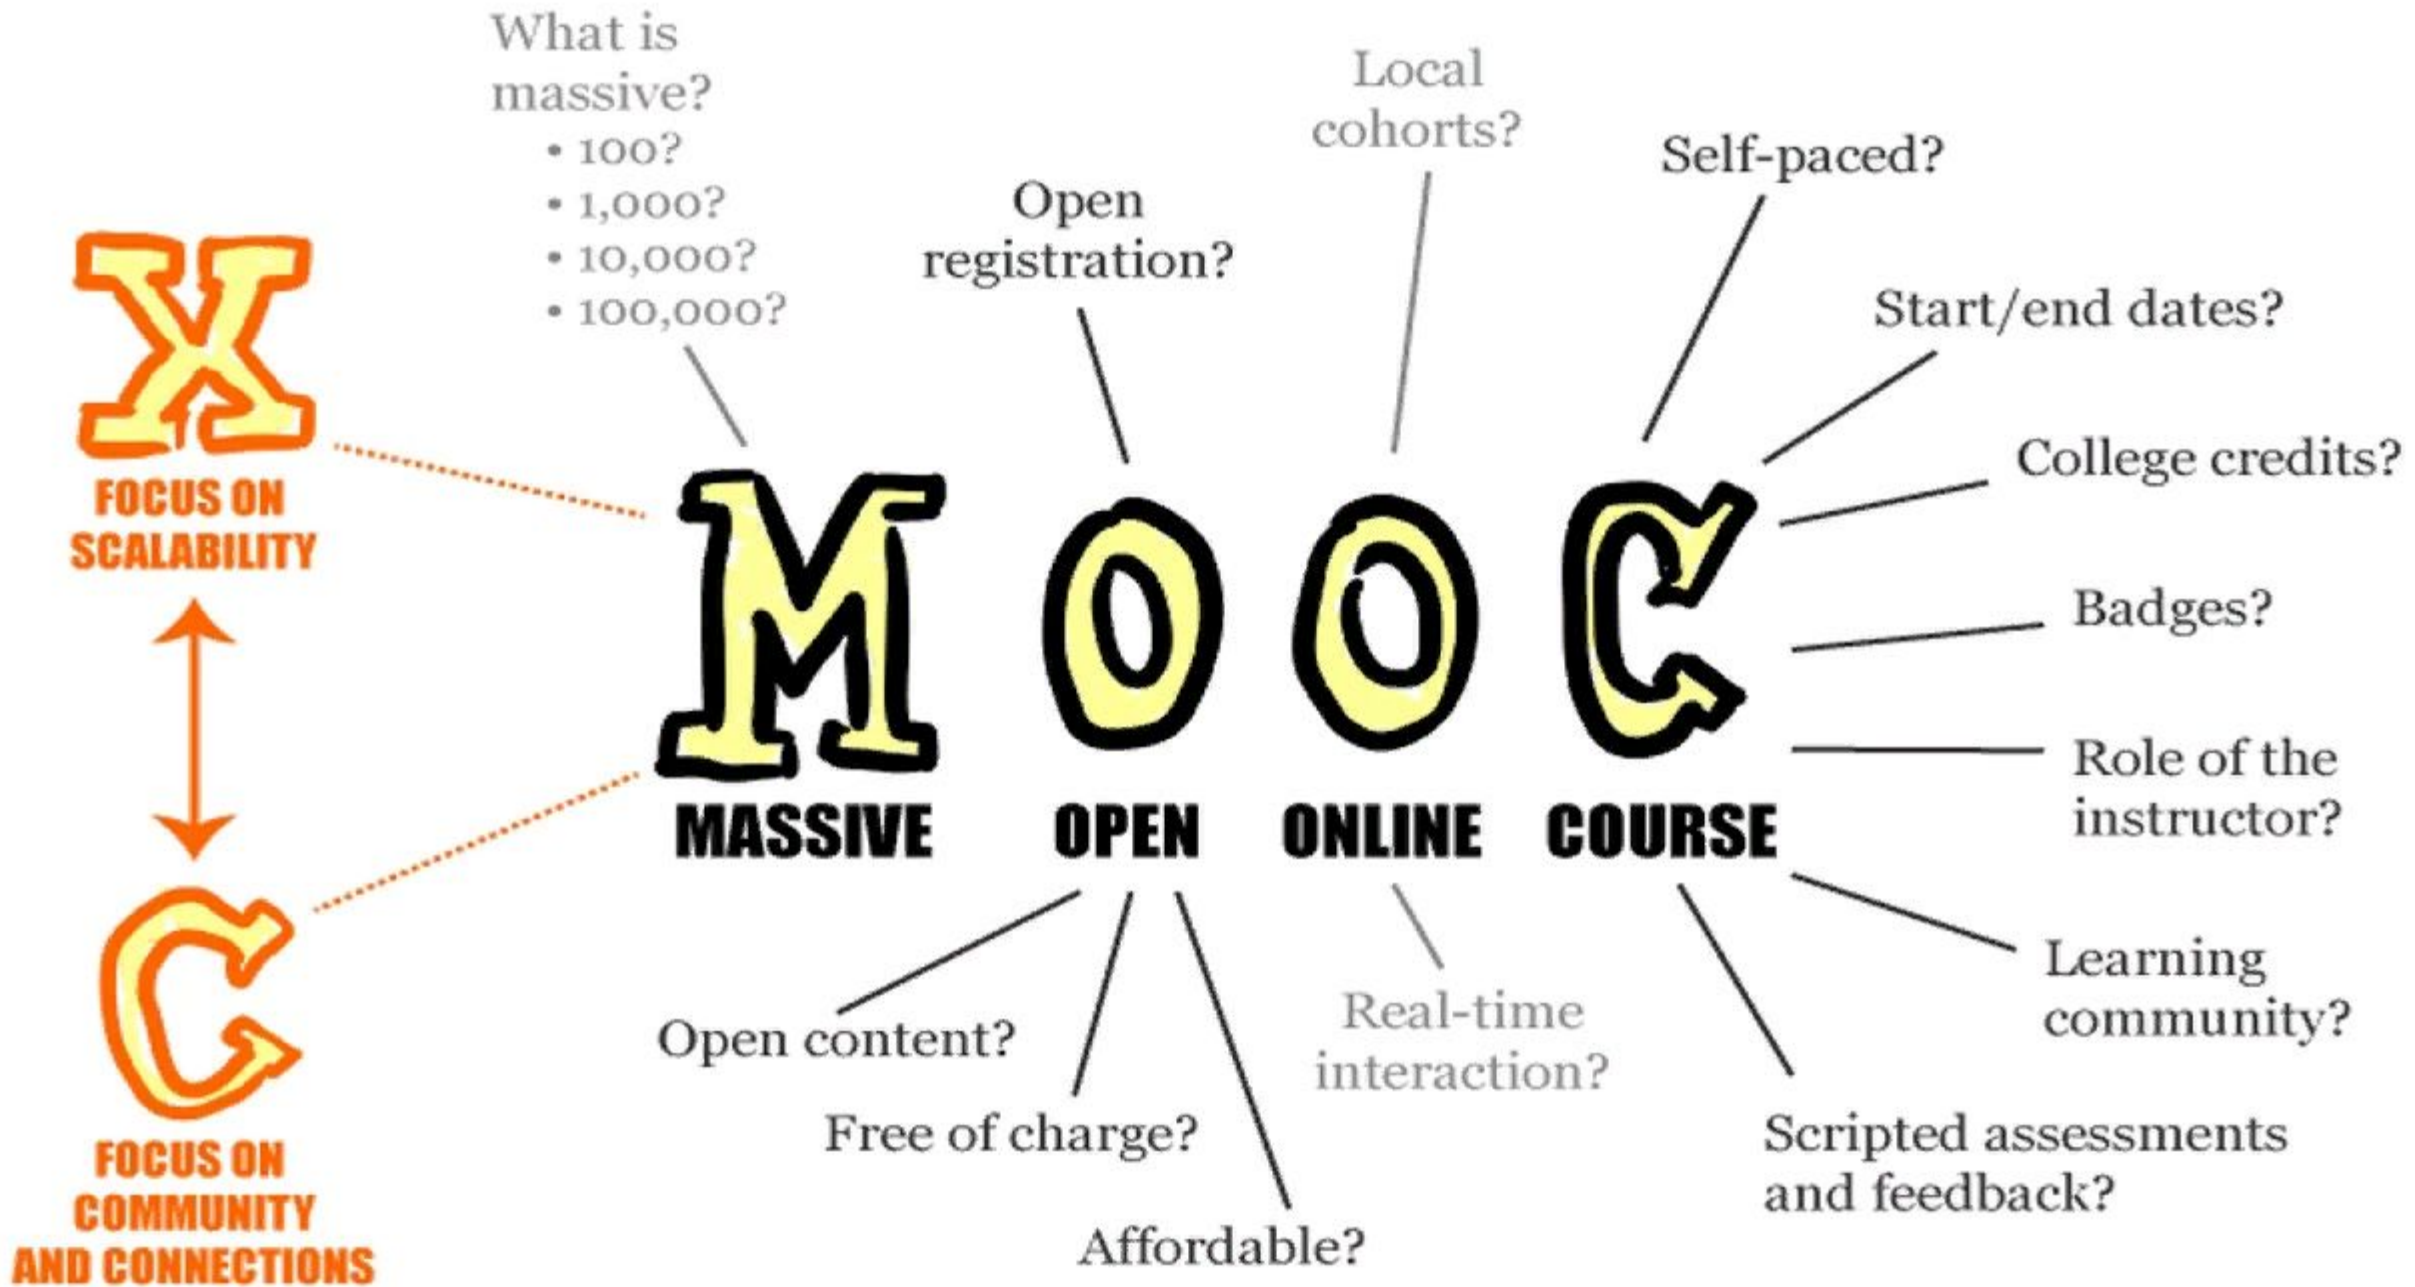 What is
massive?
• 100?
• 1,000?
• 10,000?
• 100,000?
Open
registration?
Local
cohorts?
Self-paced?
Start/end dates?
College credits?
Badges?
Role of the
instructor?
Learning
community?
Scripted assessments
and feedback?
X
FOCUS ON
SCALABILITY
C
FOCUS ON
COMMUNITY
AND CONNECTIONS
MOOC
MASSIVE OPEN ONLINE COURSE
Open content?
Free of charge?
Affordable?
Real-time
interaction?